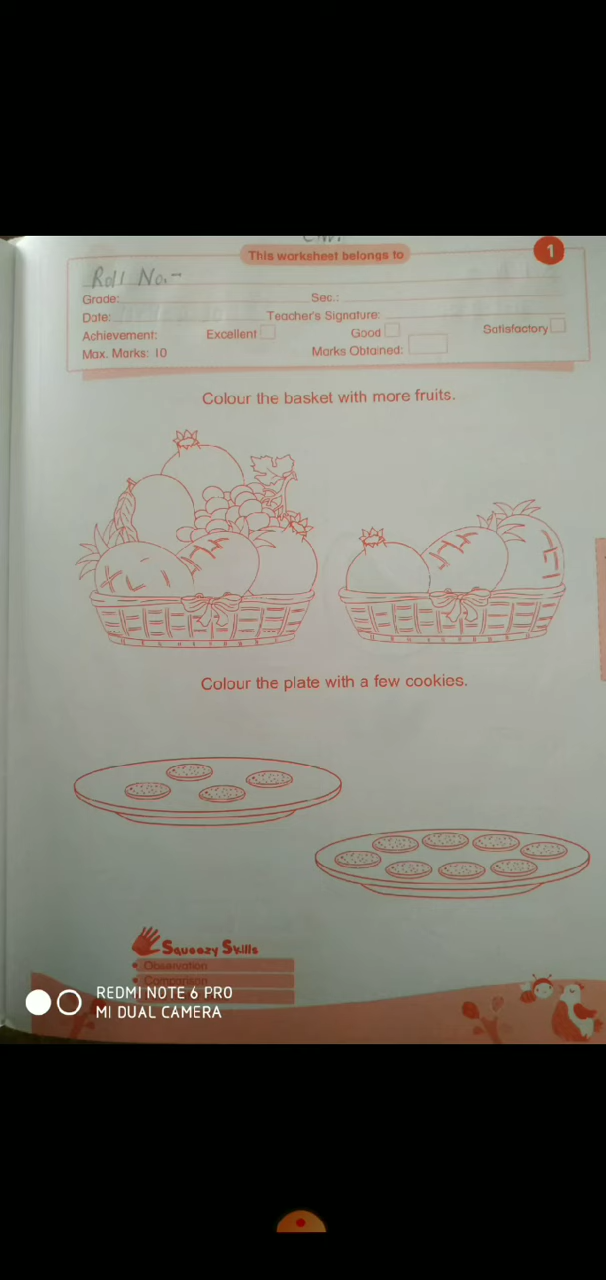 This worksheet belongs to
1
Roll No.-
Grade:
Sec.:
Date:
Teacher's Signature:
Achievement: Excellent Good Satisfactory
Max. Marks: 10 Marks Obtained:
Colour the basket with more fruits.
Colour the plate with a few cookies.
Squeezy Skills
• Observation
• Comparison
REDMI NOTE 6 PRO
MI DUAL CAMERA